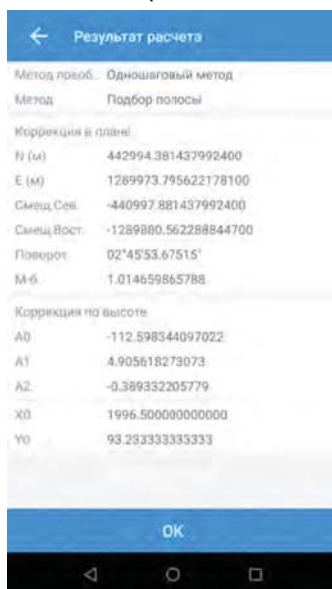 Результат расчета
Метод преоб. Одношаговый метод
Метод Подбор полосы
Коррекция в плане
N (м) 442994.381437992400
E (м) 1289973.795622178100
Смещ.Сев. -440997.881437992400
Смещ.Вост. -1289880.562288844700
Поворот 02°45'53.67515"
М-б 1.014659865788
Коррекция по высоте
A0 -112.598344097022
A1 4.905618273073
A2 -0.389332205779
X0 1996.500000000000
Y0 93.233333333333
OK